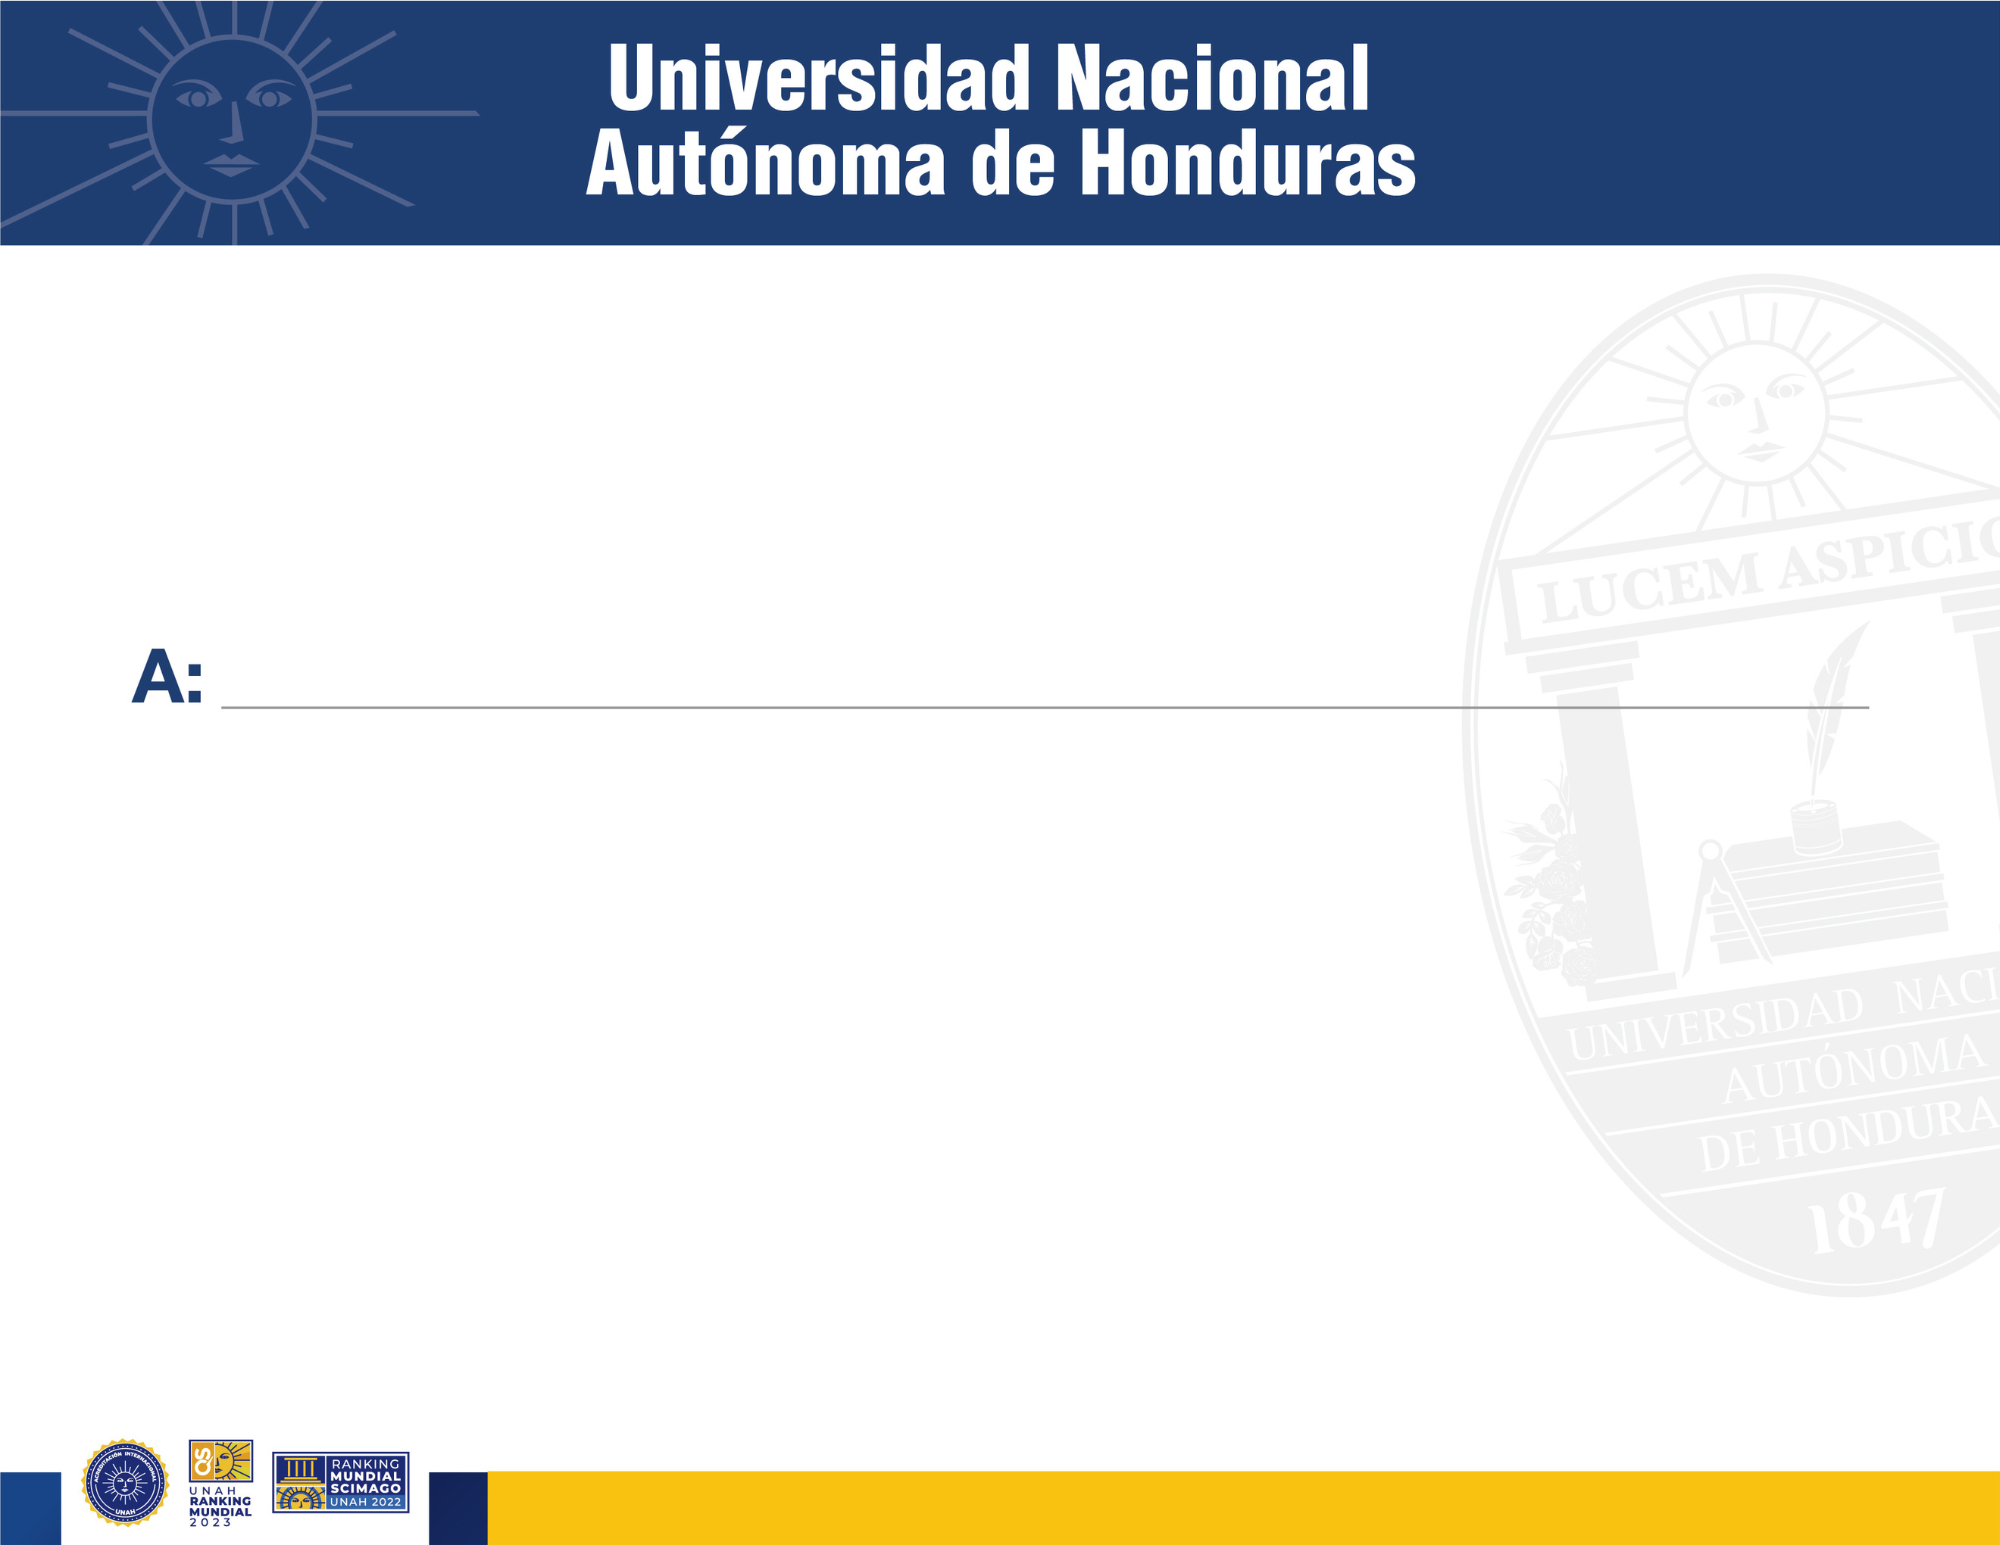 Universidad Nacional
Autónoma de Honduras
LUCEM ASPICIO
A:
UNIVERSIDAD NACI
AUTÓNOMA
DE HONDURA
1847
ACREDITACIÓN INTERNACIONAL
UNAH
QS
UNAH
RANKING
MUNDIAL
2023
RANKING
MUNDIAL
SCIMAGO
UNAH 2022